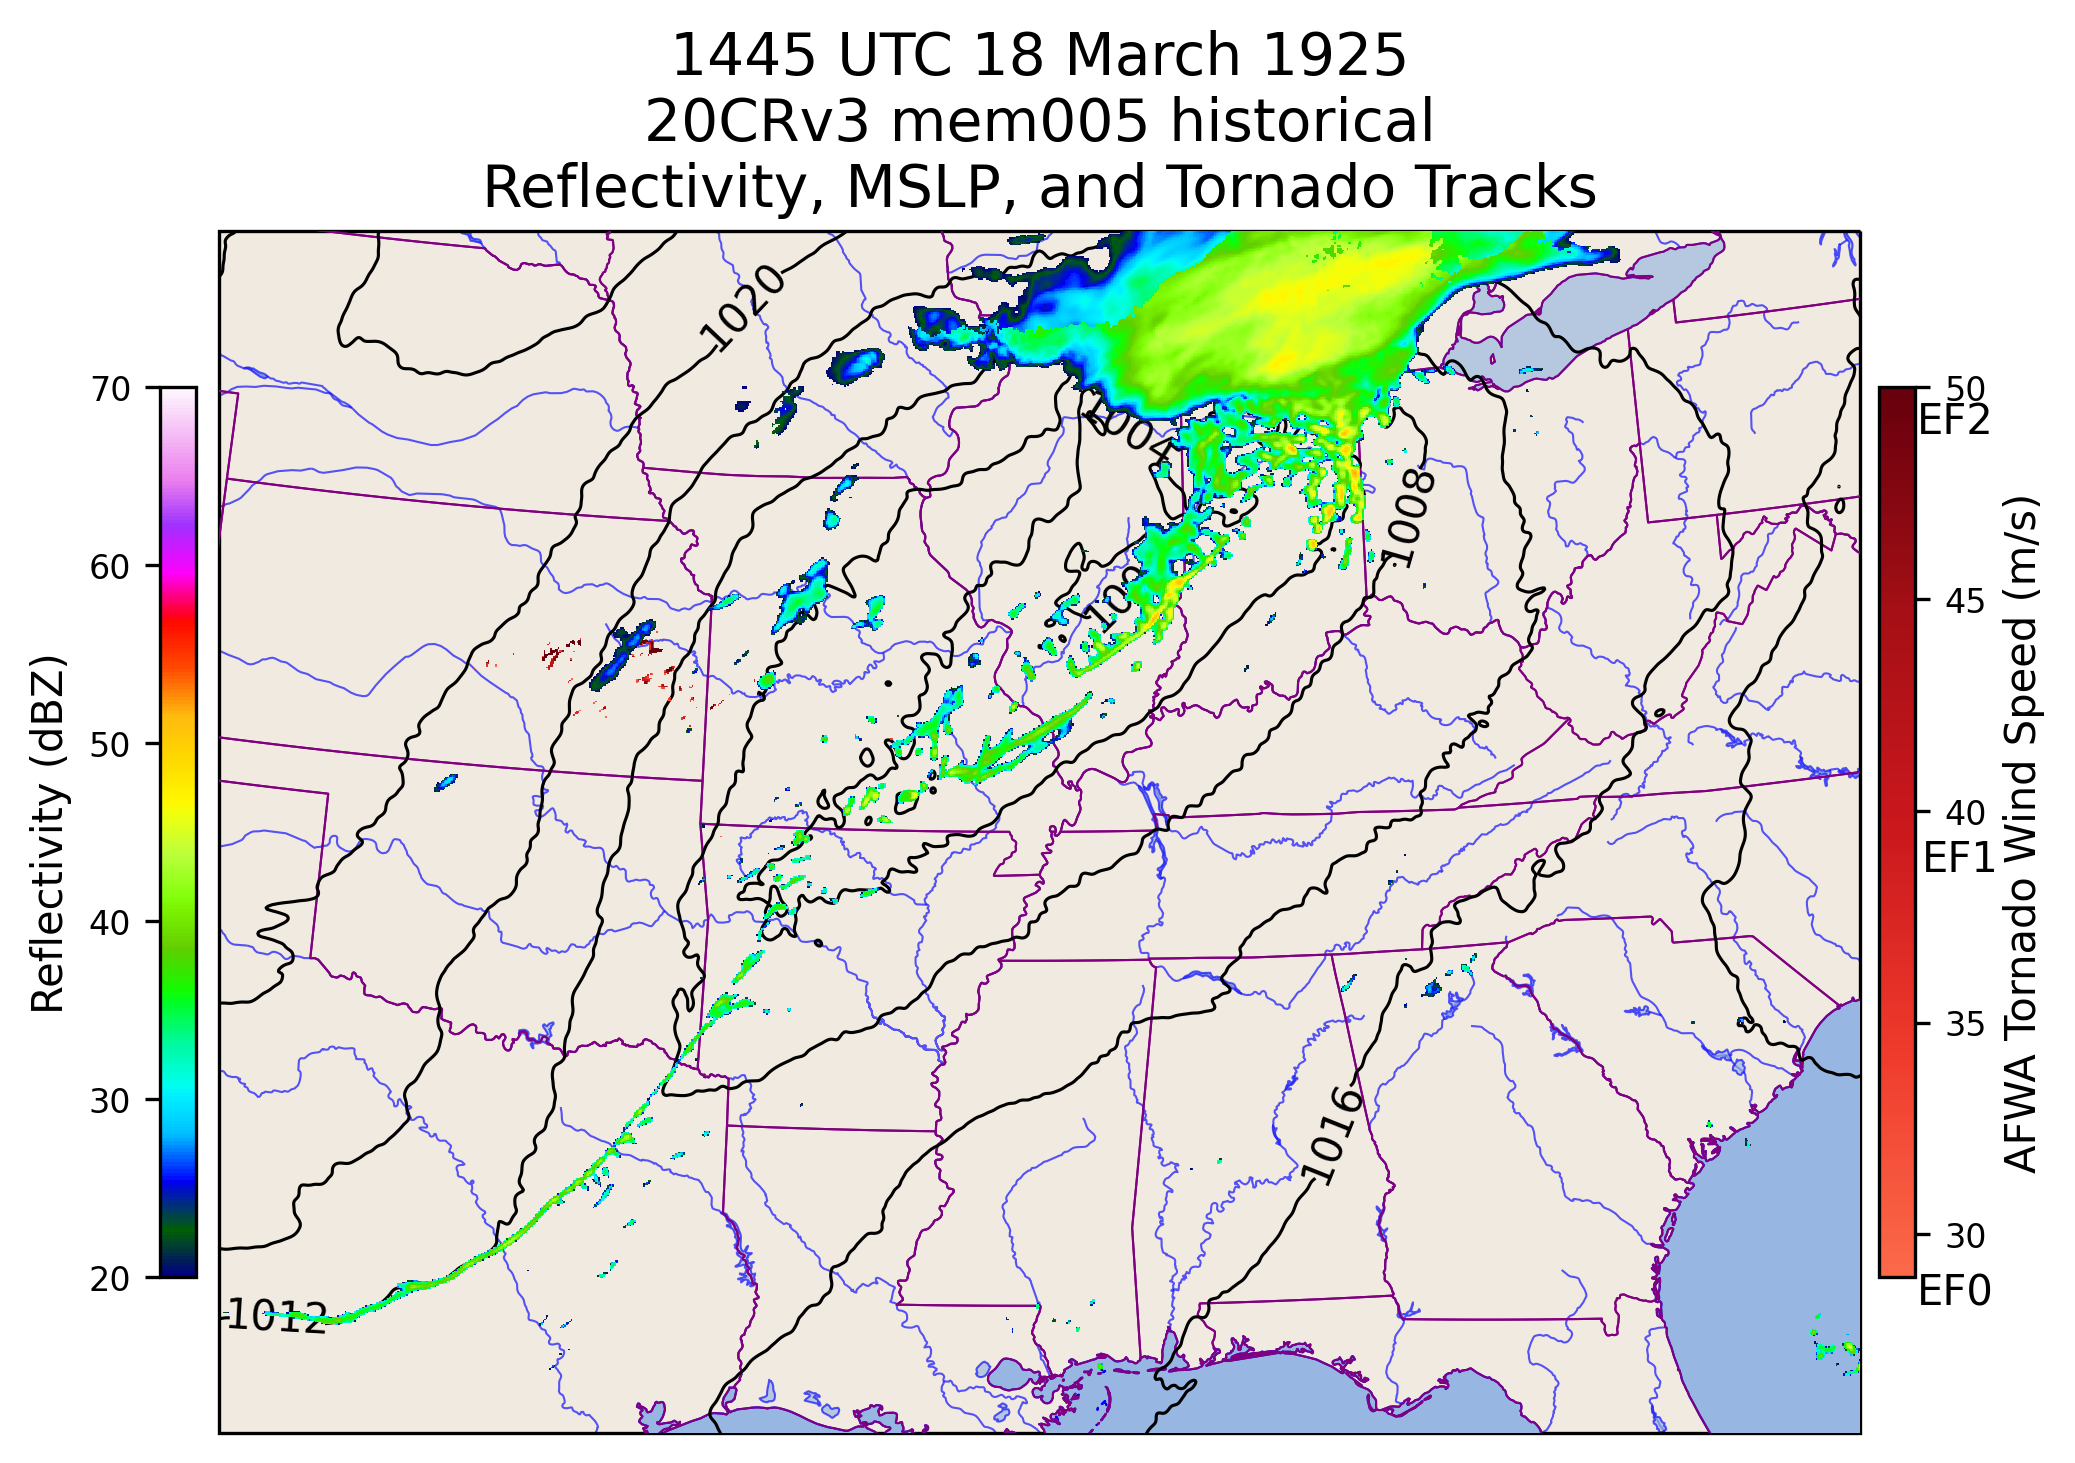 1445 UTC 18 March 1925
20CRv3 mem005 historical
Reflectivity, MSLP, and Tornado Tracks
Reflectivity (dBZ)
70
60
50
40
30
20
1020
1004
1008
1008
1016
1012
50
EF2
45
40
EF1
35
30
EF0
AFWA Tornado Wind Speed (m/s)